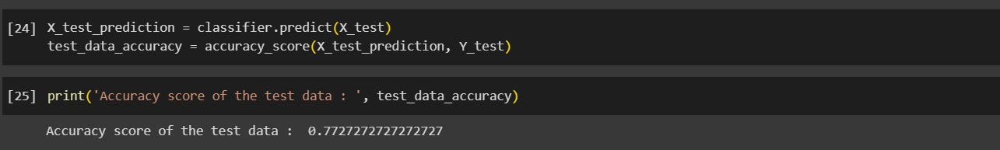 [24] X_test_prediction = classifier.predict(X_test)
test_data_accuracy = accuracy_score(X_test_prediction, Y_test)
[25] print('Accuracy score of the test data : ', test_data_accuracy)
Accuracy score of the test data :  0.7727272727272727